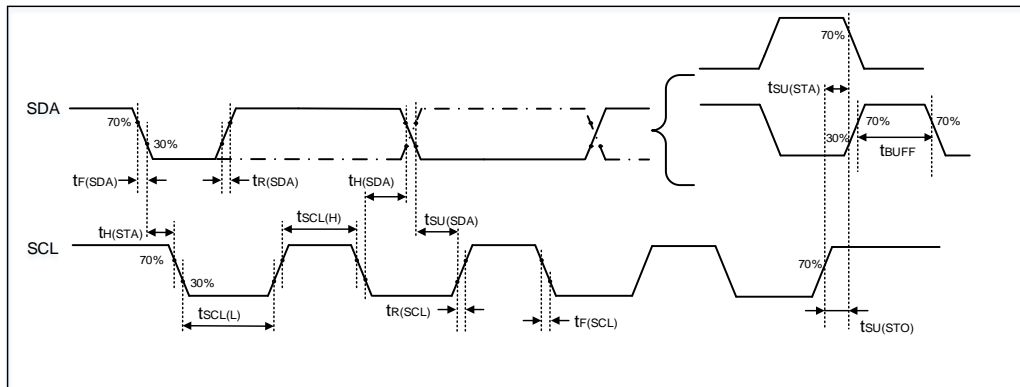 70%
tSU(STA)
SDA
70%
30%
30%
70%
70%
tBUFF
tF(SDA)
tR(SDA)
tH(SDA)
tH(STA)
tSCL(H)
tSU(SDA)
SCL
70%
30%
70%
tSCL(L)
tR(SCL)
tF(SCL)
tSU(STO)